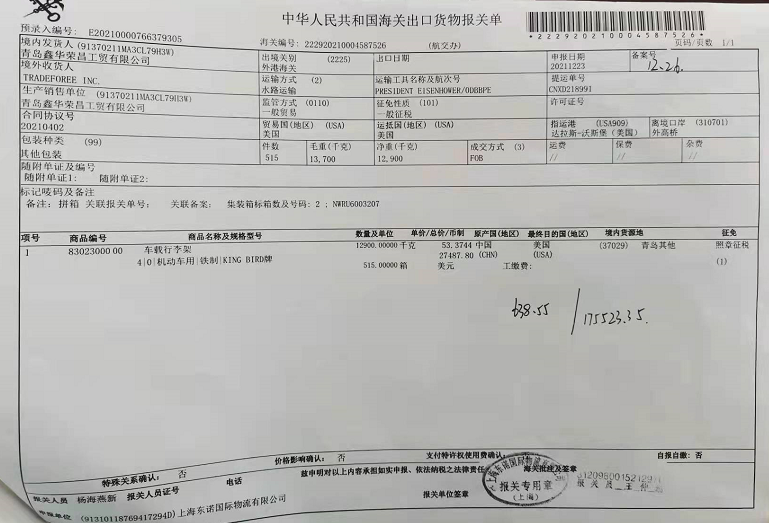 中华人民共和国海关出口货物报关单
*222920210004587526*
预录入编号: E20210000766379305 海关编号: 222920210004587526 (航交办) 页码/页数 1/1
境内发货人 (91370211MA3CL79H3W) 出境关别 (2225) 出口日期 申报日期 备案号
青岛鑫华荣昌工贸有限公司 外港海关 20211223 12.26.
境外收货人 运输方式 (2) 运输工具名称及航次号 提运单号
TRADEFOREE INC. 水路运输 PRESIDENT EISENHOWER/0DBBPE CNXD218991
生产销售单位 (91370211MA3CL79H3W) 监管方式 (0110) 征免性质 (101) 许可证号
青岛鑫华荣昌工贸有限公司 一般贸易 一般征税
合同协议号 贸易国(地区) (USA) 运抵国(地区) (USA) 指运港 (USA909) 离境口岸 (310701)
20210402 美国 美国 达拉斯-沃斯堡 (美国) 外高桥
包装种类 (99) 件数 毛重(千克) 净重(千克) 成交方式 (3) 运费 保费 杂费
其他包装 515 13,700 12,900 FOB // // //
随附单证及编号
随附单证1: 随附单证2:
标记唛码及备注
备注: 拼箱 关联报关单号: 关联备案: 集装箱标箱数及号码: 2 ; NWRU6003207
项号 商品编号 商品名称及规格型号 数量及单位 单价/总价/币制 原产国(地区) 最终目的国(地区) 境内货源地 征免
1 83023000 00 车载行李架 12900.00000 千克 53.3744 中国 美国 (37029) 青岛其他 照章征税
4|0|机动车用|铁制|KING BIRD牌 27487.80 (CHN) (USA) (1)
515.00000 箱 美元 工缴费:
638.55 / 175523.35.
特殊关系确认: 否 价格影响确认: 否 支付特许权使用费确认: 自报自缴: 否
报关人员 杨海燕新 报关人员证号 电话 兹申明对以上内容承担如实申报、依法纳税之法律责任 海关批注及签章
申报单位 (91310118769417294D) 上海东诺国际物流有限公司 报关单位签章
报关专用章
(上海)
报关员